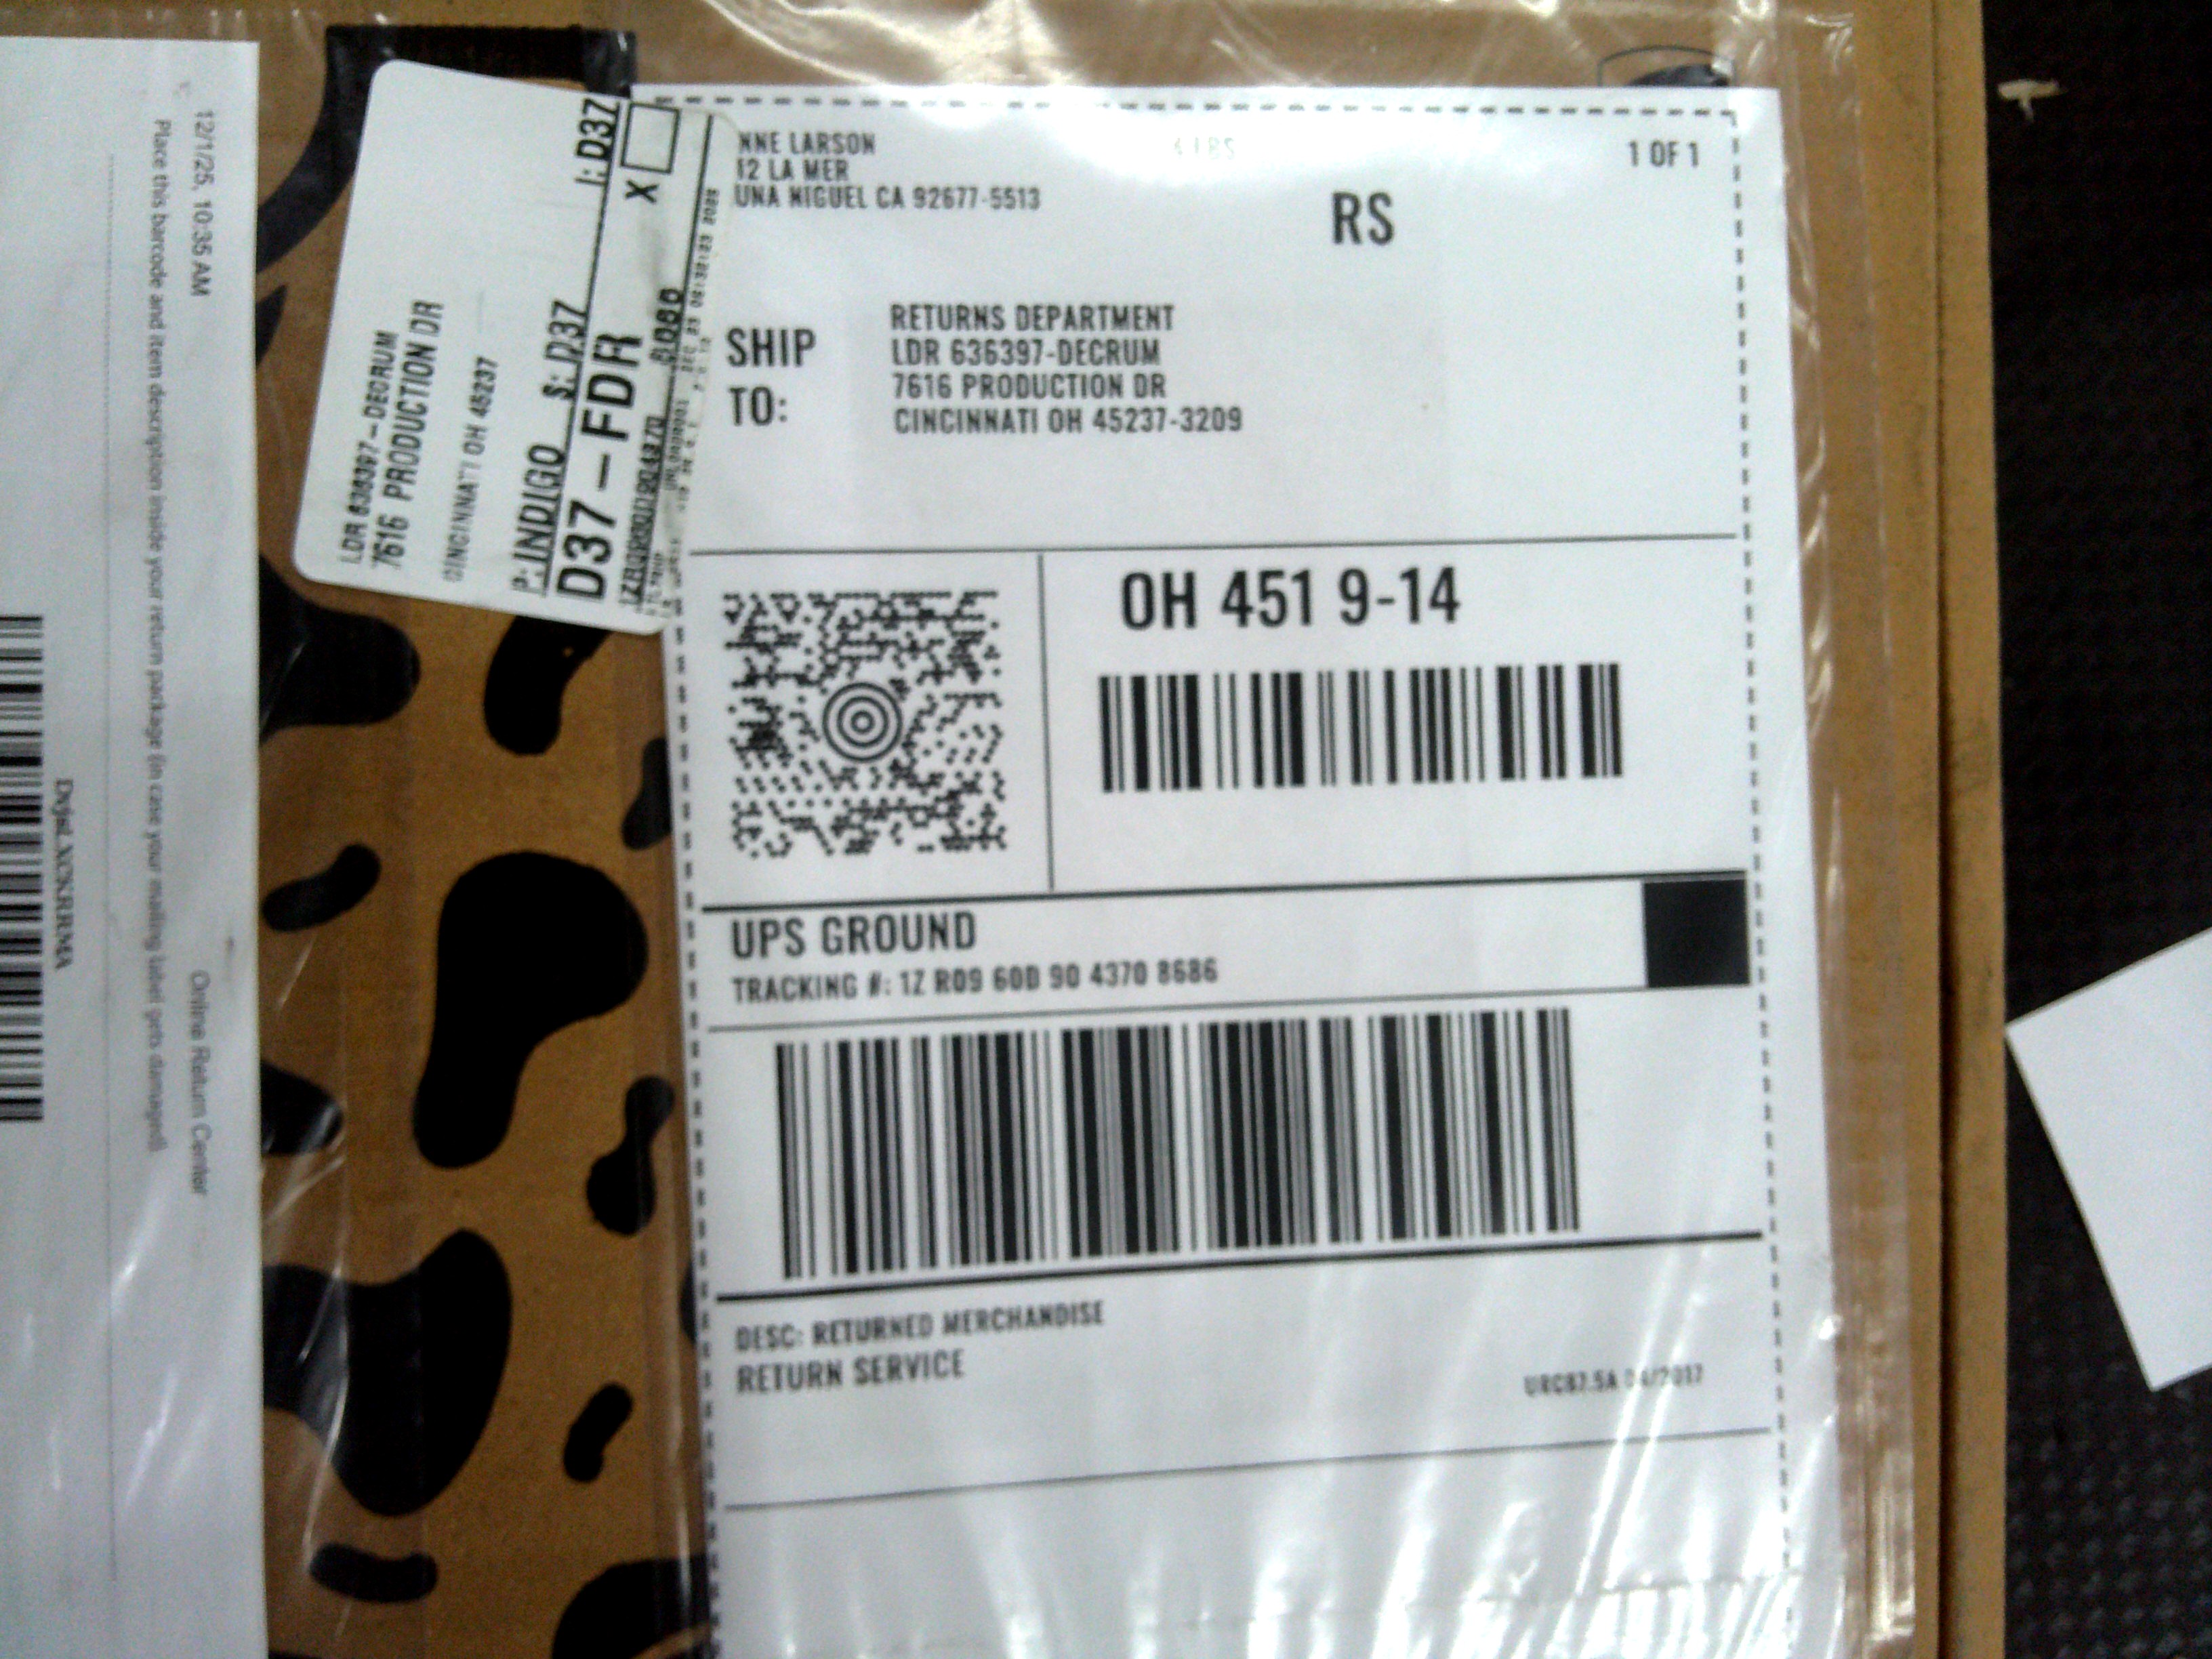 12/1/25, 10:35 AM
Online Return Center
Place this barcode and item description inside your return package (in case your mailing label gets damaged)
LDR 636397-DECRUM
7616 PRODUCTION DR
CINCINNATI OH 45237
P: INDIGO S: D37 I: D37
D37-FDR X
NNE LARSON
12 LA MER
UNA NIGUEL CA 92677-5513
1 OF 1
RS
SHIP TO:
RETURNS DEPARTMENT
LDR 636397-DECRUM
7616 PRODUCTION DR
CINCINNATI OH 45237-3209
OH 451 9-14
UPS GROUND
TRACKING #: 1Z R09 60D 90 4370 8686
DESC: RETURNED MERCHANDISE
RETURN SERVICE